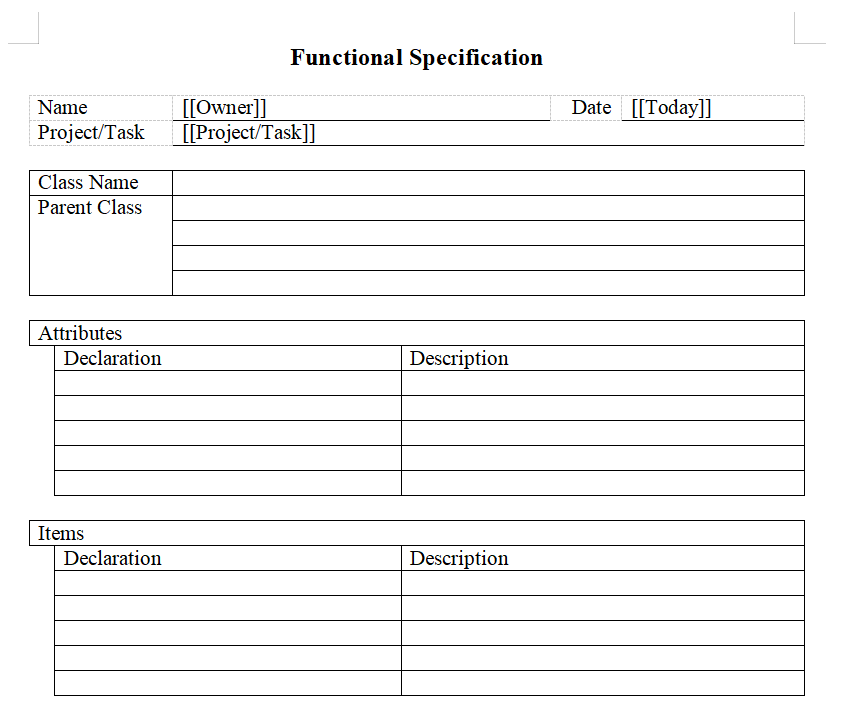 Functional Specification
Name [[Owner]] Date [[Today]]
Project/Task [[Project/Task]]
Class Name
Parent Class
Attributes
Declaration Description
Items
Declaration Description